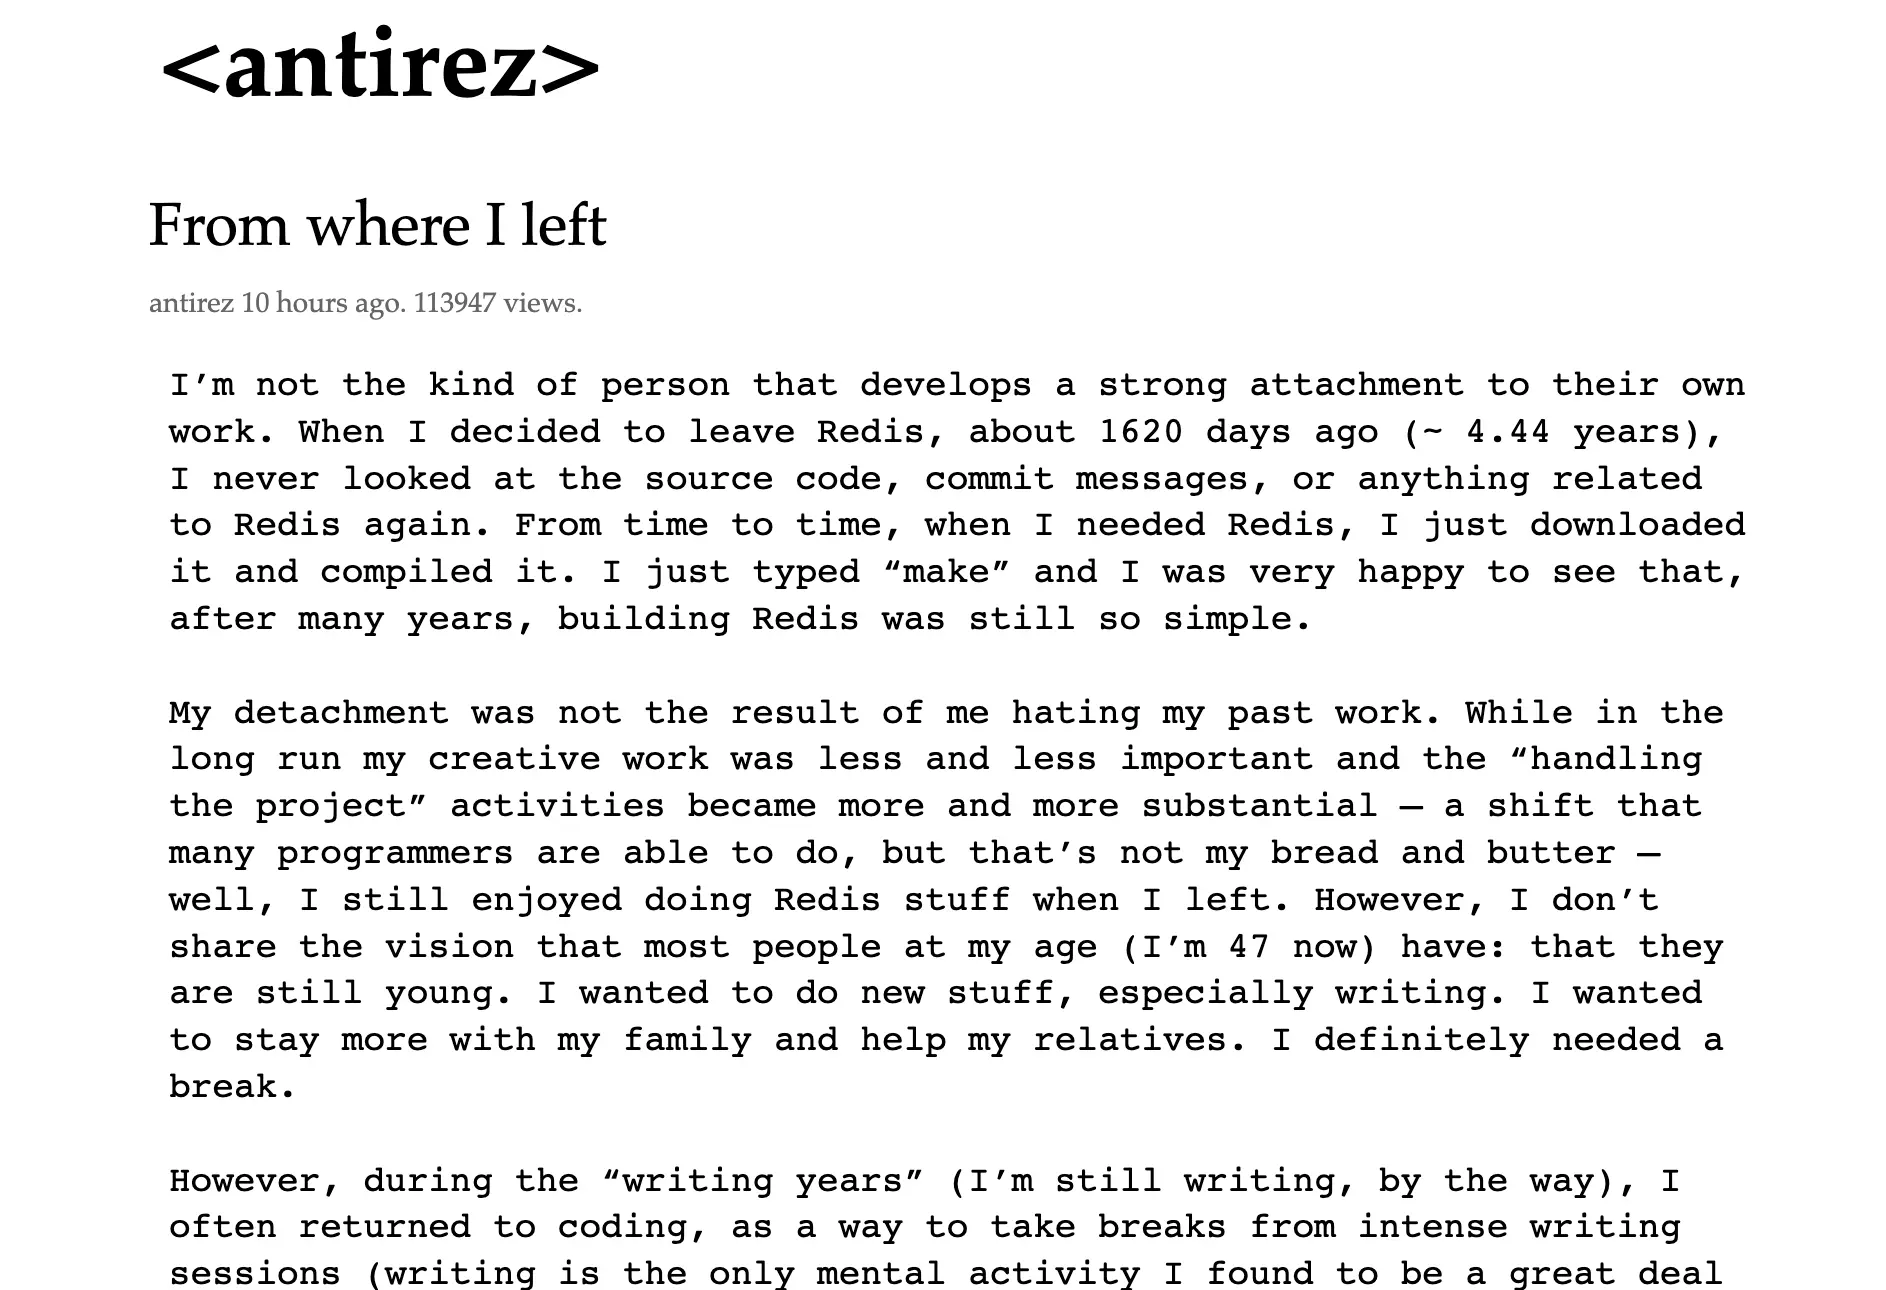 <antirez>
From where I left
antirez 10 hours ago. 113947 views.
I’m not the kind of person that develops a strong attachment to their own
work. When I decided to leave Redis, about 1620 days ago (~ 4.44 years),
I never looked at the source code, commit messages, or anything related
to Redis again. From time to time, when I needed Redis, I just downloaded
it and compiled it. I just typed “make” and I was very happy to see that,
after many years, building Redis was still so simple.
My detachment was not the result of me hating my past work. While in the
long run my creative work was less and less important and the “handling
the project” activities became more and more substantial — a shift that
many programmers are able to do, but that’s not my bread and butter —
well, I still enjoyed doing Redis stuff when I left. However, I don’t
share the vision that most people at my age (I’m 47 now) have: that they
are still young. I wanted to do new stuff, especially writing. I wanted
to stay more with my family and help my relatives. I definitely needed a
break.
However, during the “writing years” (I’m still writing, by the way), I
often returned to coding, as a way to take breaks from intense writing
sessions (writing is the only mental activity I found to be a great deal